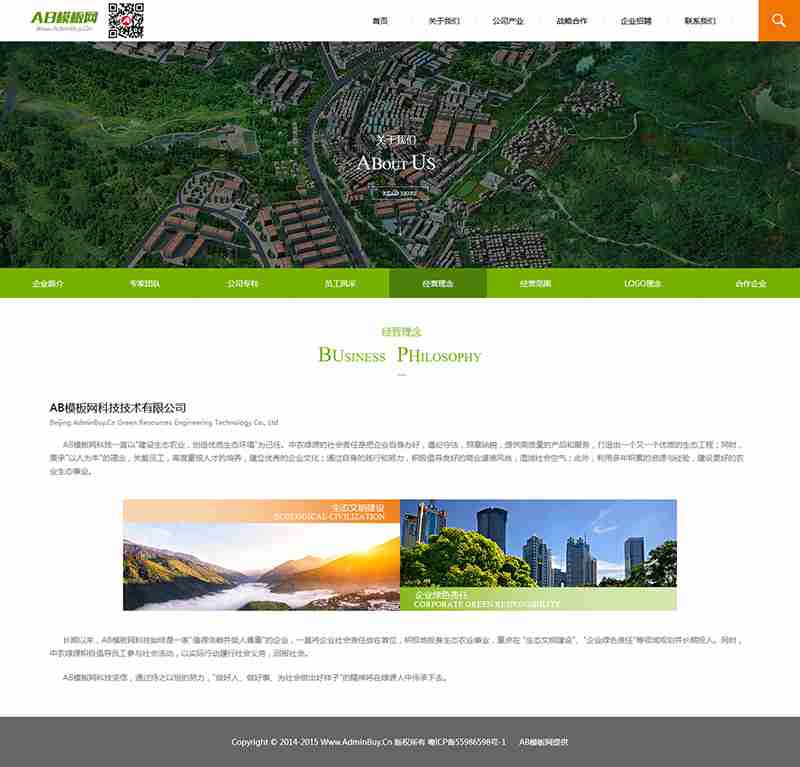 AB模板网
Www.AdminBuy.Cn
首页 关于我们 公司产业 战略合作 企业招聘 联系我们
关于我们
ABOUT US
READ MORE
企业简介 专家团队 公司专栏 员工风采 经营理念 经营范围 LOGO理念 合作企业
经营理念
BUSINESS PHILOSOPHY
AB模板网科技技术有限公司
Beijing AdminBuy.Cn Green Resources Engineering Technology Co., Ltd
AB模板网科技一直以“建设生态农业，创造优质生态环境”为己任。中农绿源的社会责任是把企业自身办好，遵纪守法，照章纳税，提供高质量的产品和服务，打造出一个又一个优质的生态工程；同时，
秉承“以人为本”的理念，关爱员工，高度重视人才的培养，建立优秀的企业文化；通过自身的践行和努力，积极倡导良好的商业道德风尚，澄清社会空气；此外，利用多年积累的资源与经验，建设更好的农
业生态事业。
生态文明建设
ECOLOGICAL CIVILIZATION
企业绿色责任
CORPORATE GREEN RESPONSIBILITY
长期以来，AB模板网科技始终是一家“值得信赖并受人尊重”的企业，一直将企业社会责任放在首位，积极地投身生态农业事业，重点在 “生态文明建设”、“企业绿色责任”等领域规划并长期投入。同时，
中农绿源积极倡导员工参与社会活动，以实际行动履行社会义务，回报社会。
AB模板网科技坚信，通过持之以恒的努力，“做好人、做好事、为社会做出好样子”的精神将在绿源人中传承下去。
Copyright © 2014-2015 Www.AdminBuy.Cn 版权所有 粤ICP备55986598号-1 AB模板网提供